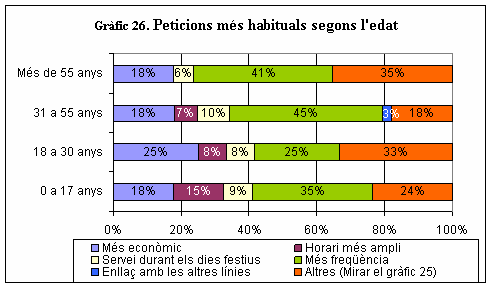 Gràfic 26. Peticions més habituals segons l'edat
Més de 55 anys 18% 6% 41% 35%
31 a 55 anys 18% 7% 10% 45% 3% 18%
18 a 30 anys 25% 8% 8% 25% 33%
0 a 17 anys 18% 15% 9% 35% 24%
0% 20% 40% 60% 80% 100%
Més econòmic Horari més ampli
Servei durant els dies festius Més freqüència
Enllaç amb les altres línies Altres (Mirar el gràfic 25)